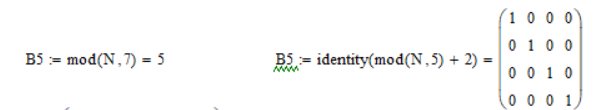 B5 := mod(N,7) = 5
B5 := identity(mod(N,5) + 2) =
1 0 0 0
0 1 0 0
0 0 1 0
0 0 0 1